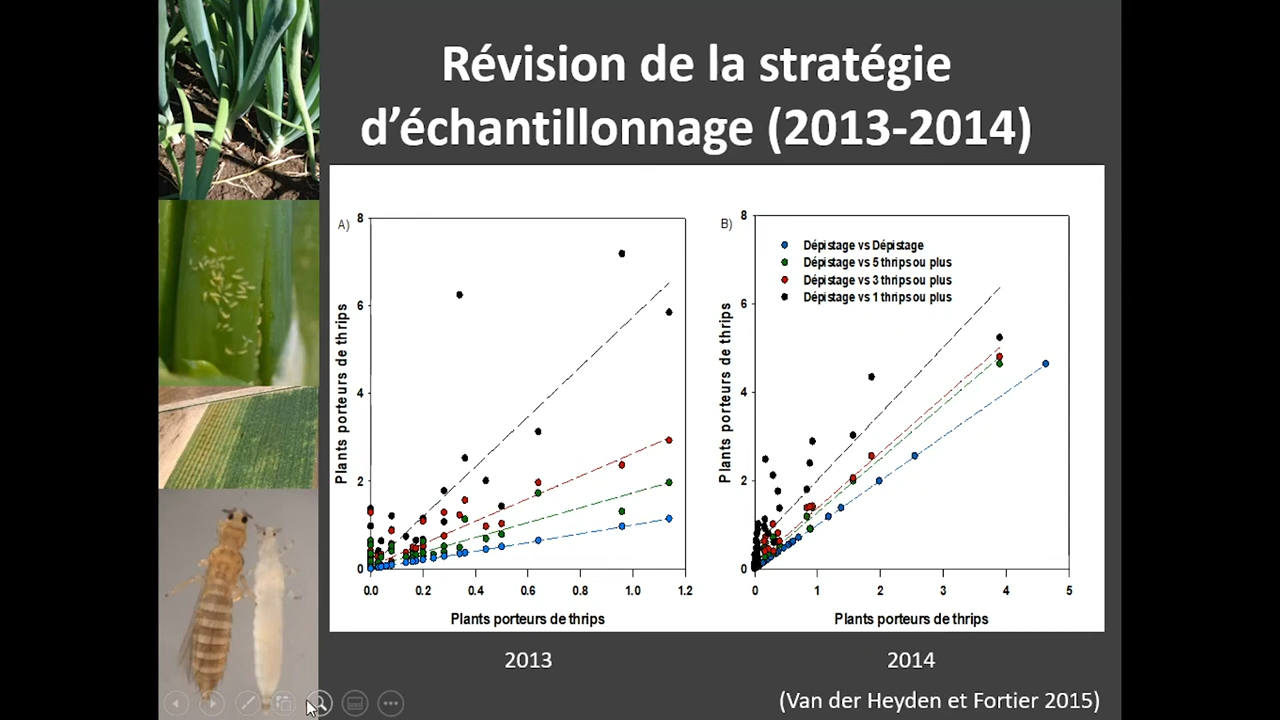 Révision de la stratégie
d'échantillonnage (2013-2014)
A)
8
6
4
2
0
Plants porteurs de thrips
0.0 0.2 0.4 0.6 0.8 1.0 1.2
Plants porteurs de thrips
2013
B)
8
6
4
2
0
Plants porteurs de thrips
Dépistage vs Dépistage
Dépistage vs 5 thrips ou plus
Dépistage vs 3 thrips ou plus
Dépistage vs 1 thrips ou plus
0 1 2 3 4 5
Plants porteurs de thrips
2014
(Van der Heyden et Fortier 2015)